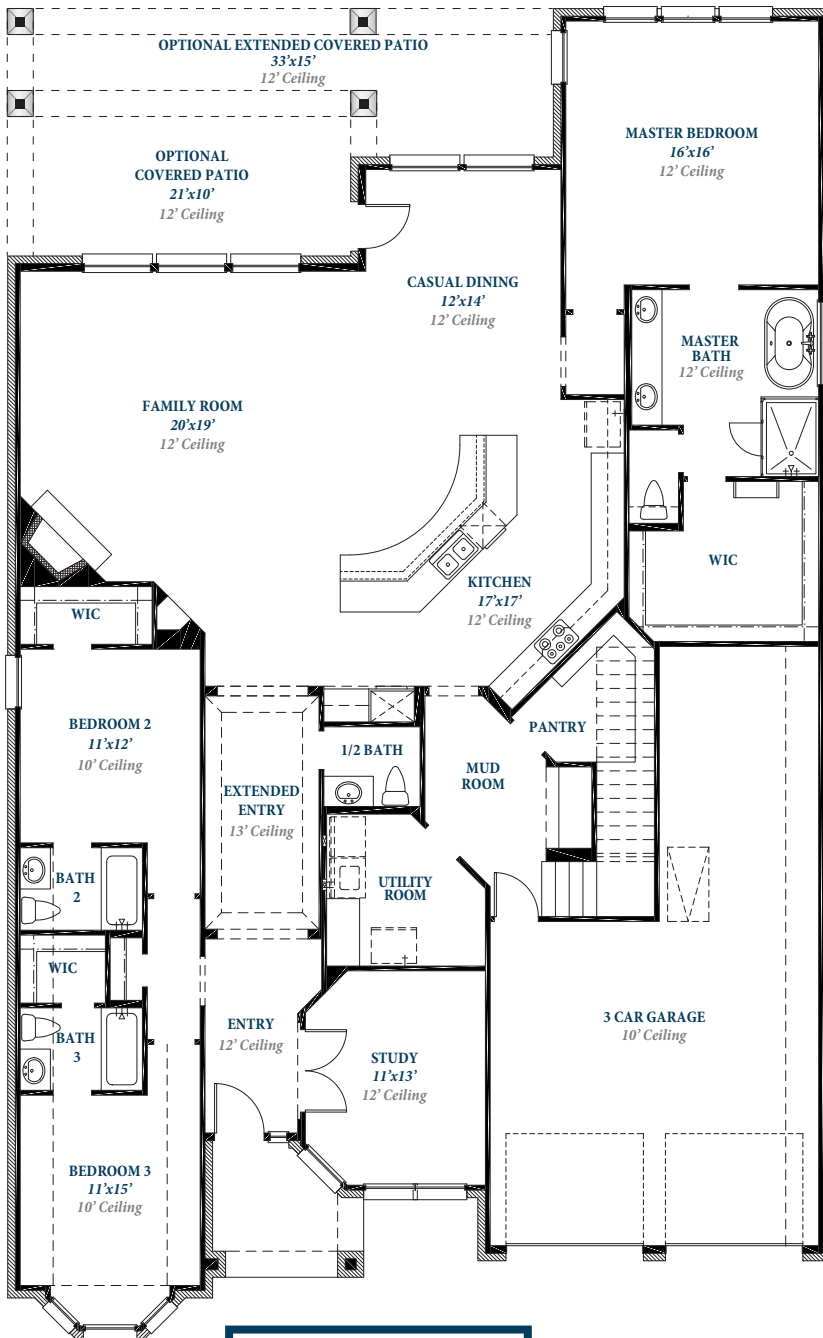 OPTIONAL EXTENDED COVERED PATIO
33'x15'
12' Ceiling
OPTIONAL
COVERED PATIO
21'x10'
12' Ceiling
MASTER BEDROOM
16'x16'
12' Ceiling
CASUAL DINING
12'x14'
12' Ceiling
MASTER
BATH
12' Ceiling
FAMILY ROOM
20'x19'
12' Ceiling
WIC
KITCHEN
17'x17'
12' Ceiling
WIC
BEDROOM 2
11'x12'
10' Ceiling
EXTENDED
ENTRY
13' Ceiling
1/2 BATH
MUD
ROOM
PANTRY
BATH
2
UTILITY
ROOM
WIC
BATH
3
ENTRY
12' Ceiling
STUDY
11'x13'
12' Ceiling
3 CAR GARAGE
10' Ceiling
BEDROOM 3
11'x15'
10' Ceiling